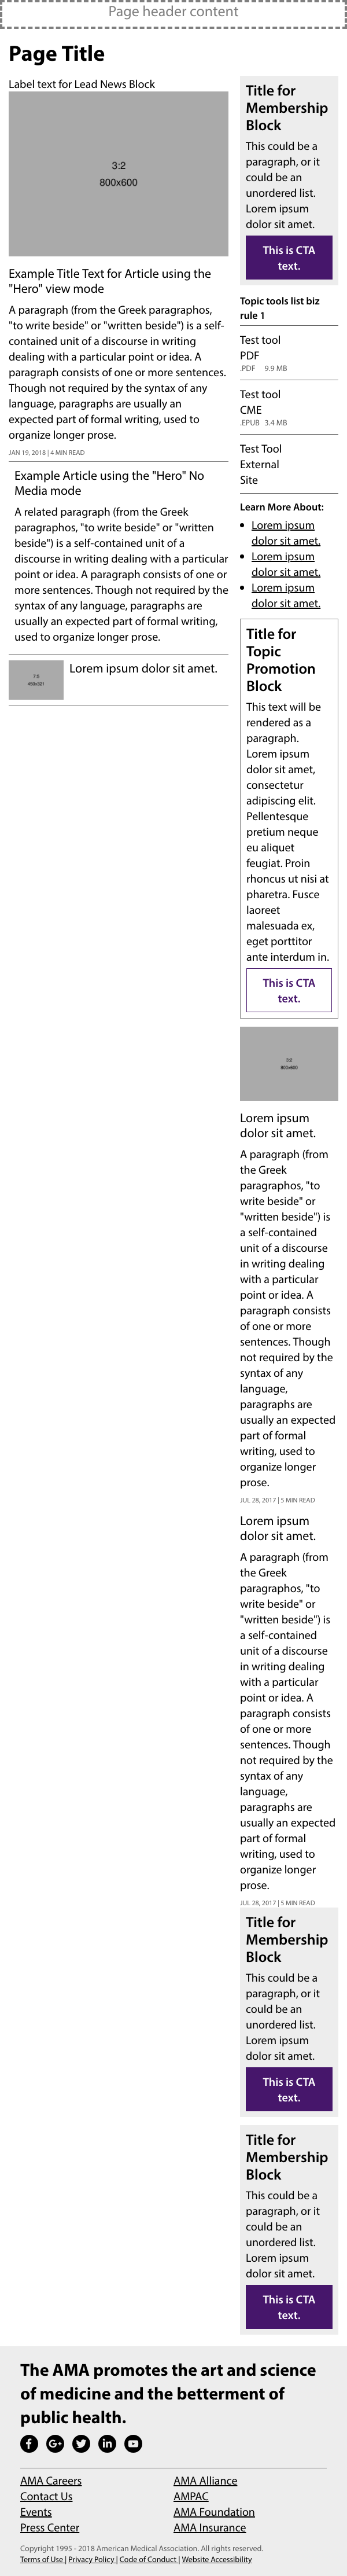 Page header content
Page Title
Label text for Lead News Block
3:2
800x600
Example Title Text for Article using the
"Hero" view mode
A paragraph (from the Greek paragraphos,
"to write beside" or "written beside") is a self-
contained unit of a discourse in writing
dealing with a particular point or idea. A
paragraph consists of one or more sentences.
Though not required by the syntax of any
language, paragraphs are usually an
expected part of formal writing, used to
organize longer prose.
JAN 19, 2018 | 4 MIN READ
Example Article using the "Hero" No
Media mode
A related paragraph (from the Greek
paragraphos, "to write beside" or "written
beside") is a self-contained unit of a
discourse in writing dealing with a particular
point or idea. A paragraph consists of one or
more sentences. Though not required by the
syntax of any language, paragraphs are
usually an expected part of formal writing,
used to organize longer prose.
7:5
450x321
Lorem ipsum dolor sit amet.
Title for
Membership
Block
This could be a
paragraph, or it
could be an
unordered list.
Lorem ipsum
dolor sit amet.
This is CTA
text.
Topic tools list biz
rule 1
Test tool
PDF
.PDF 9.9 MB
Test tool
CME
.EPUB 3.4 MB
Test Tool
External
Site
Learn More About:
Lorem ipsum
dolor sit amet.
Lorem ipsum
dolor sit amet.
Lorem ipsum
dolor sit amet.
Title for
Topic
Promotion
Block
This text will be
rendered as a
paragraph.
Lorem ipsum
dolor sit amet,
consectetur
adipiscing elit.
Pellentesque
pretium neque
eu aliquet
feugiat. Proin
rhoncus ut nisi at
pharetra. Fusce
laoreet
malesuada ex,
eget porttitor
ante interdum in.
This is CTA
text.
3:2
800x600
Lorem ipsum
dolor sit amet.
A paragraph (from
the Greek
paragraphos, "to
write beside" or
"written beside") is
a self-contained
unit of a discourse
in writing dealing
with a particular
point or idea. A
paragraph consists
of one or more
sentences. Though
not required by the
syntax of any
language,
paragraphs are
usually an expected
part of formal
writing, used to
organize longer
prose.
JUL 28, 2017 | 5 MIN READ
Lorem ipsum
dolor sit amet.
A paragraph (from
the Greek
paragraphos, "to
write beside" or
"written beside") is
a self-contained
unit of a discourse
in writing dealing
with a particular
point or idea. A
paragraph consists
of one or more
sentences. Though
not required by the
syntax of any
language,
paragraphs are
usually an expected
part of formal
writing, used to
organize longer
prose.
JUL 28, 2017 | 5 MIN READ
Title for
Membership
Block
This could be a
paragraph, or it
could be an
unordered list.
Lorem ipsum
dolor sit amet.
This is CTA
text.
Title for
Membership
Block
This could be a
paragraph, or it
could be an
unordered list.
Lorem ipsum
dolor sit amet.
This is CTA
text.
The AMA promotes the art and science
of medicine and the betterment of
public health.
AMA Careers
Contact Us
Events
Press Center
AMA Alliance
AMPAC
AMA Foundation
AMA Insurance
Copyright 1995 - 2018 American Medical Association. All rights reserved.
Terms of Use | Privacy Policy | Code of Conduct | Website Accessibility